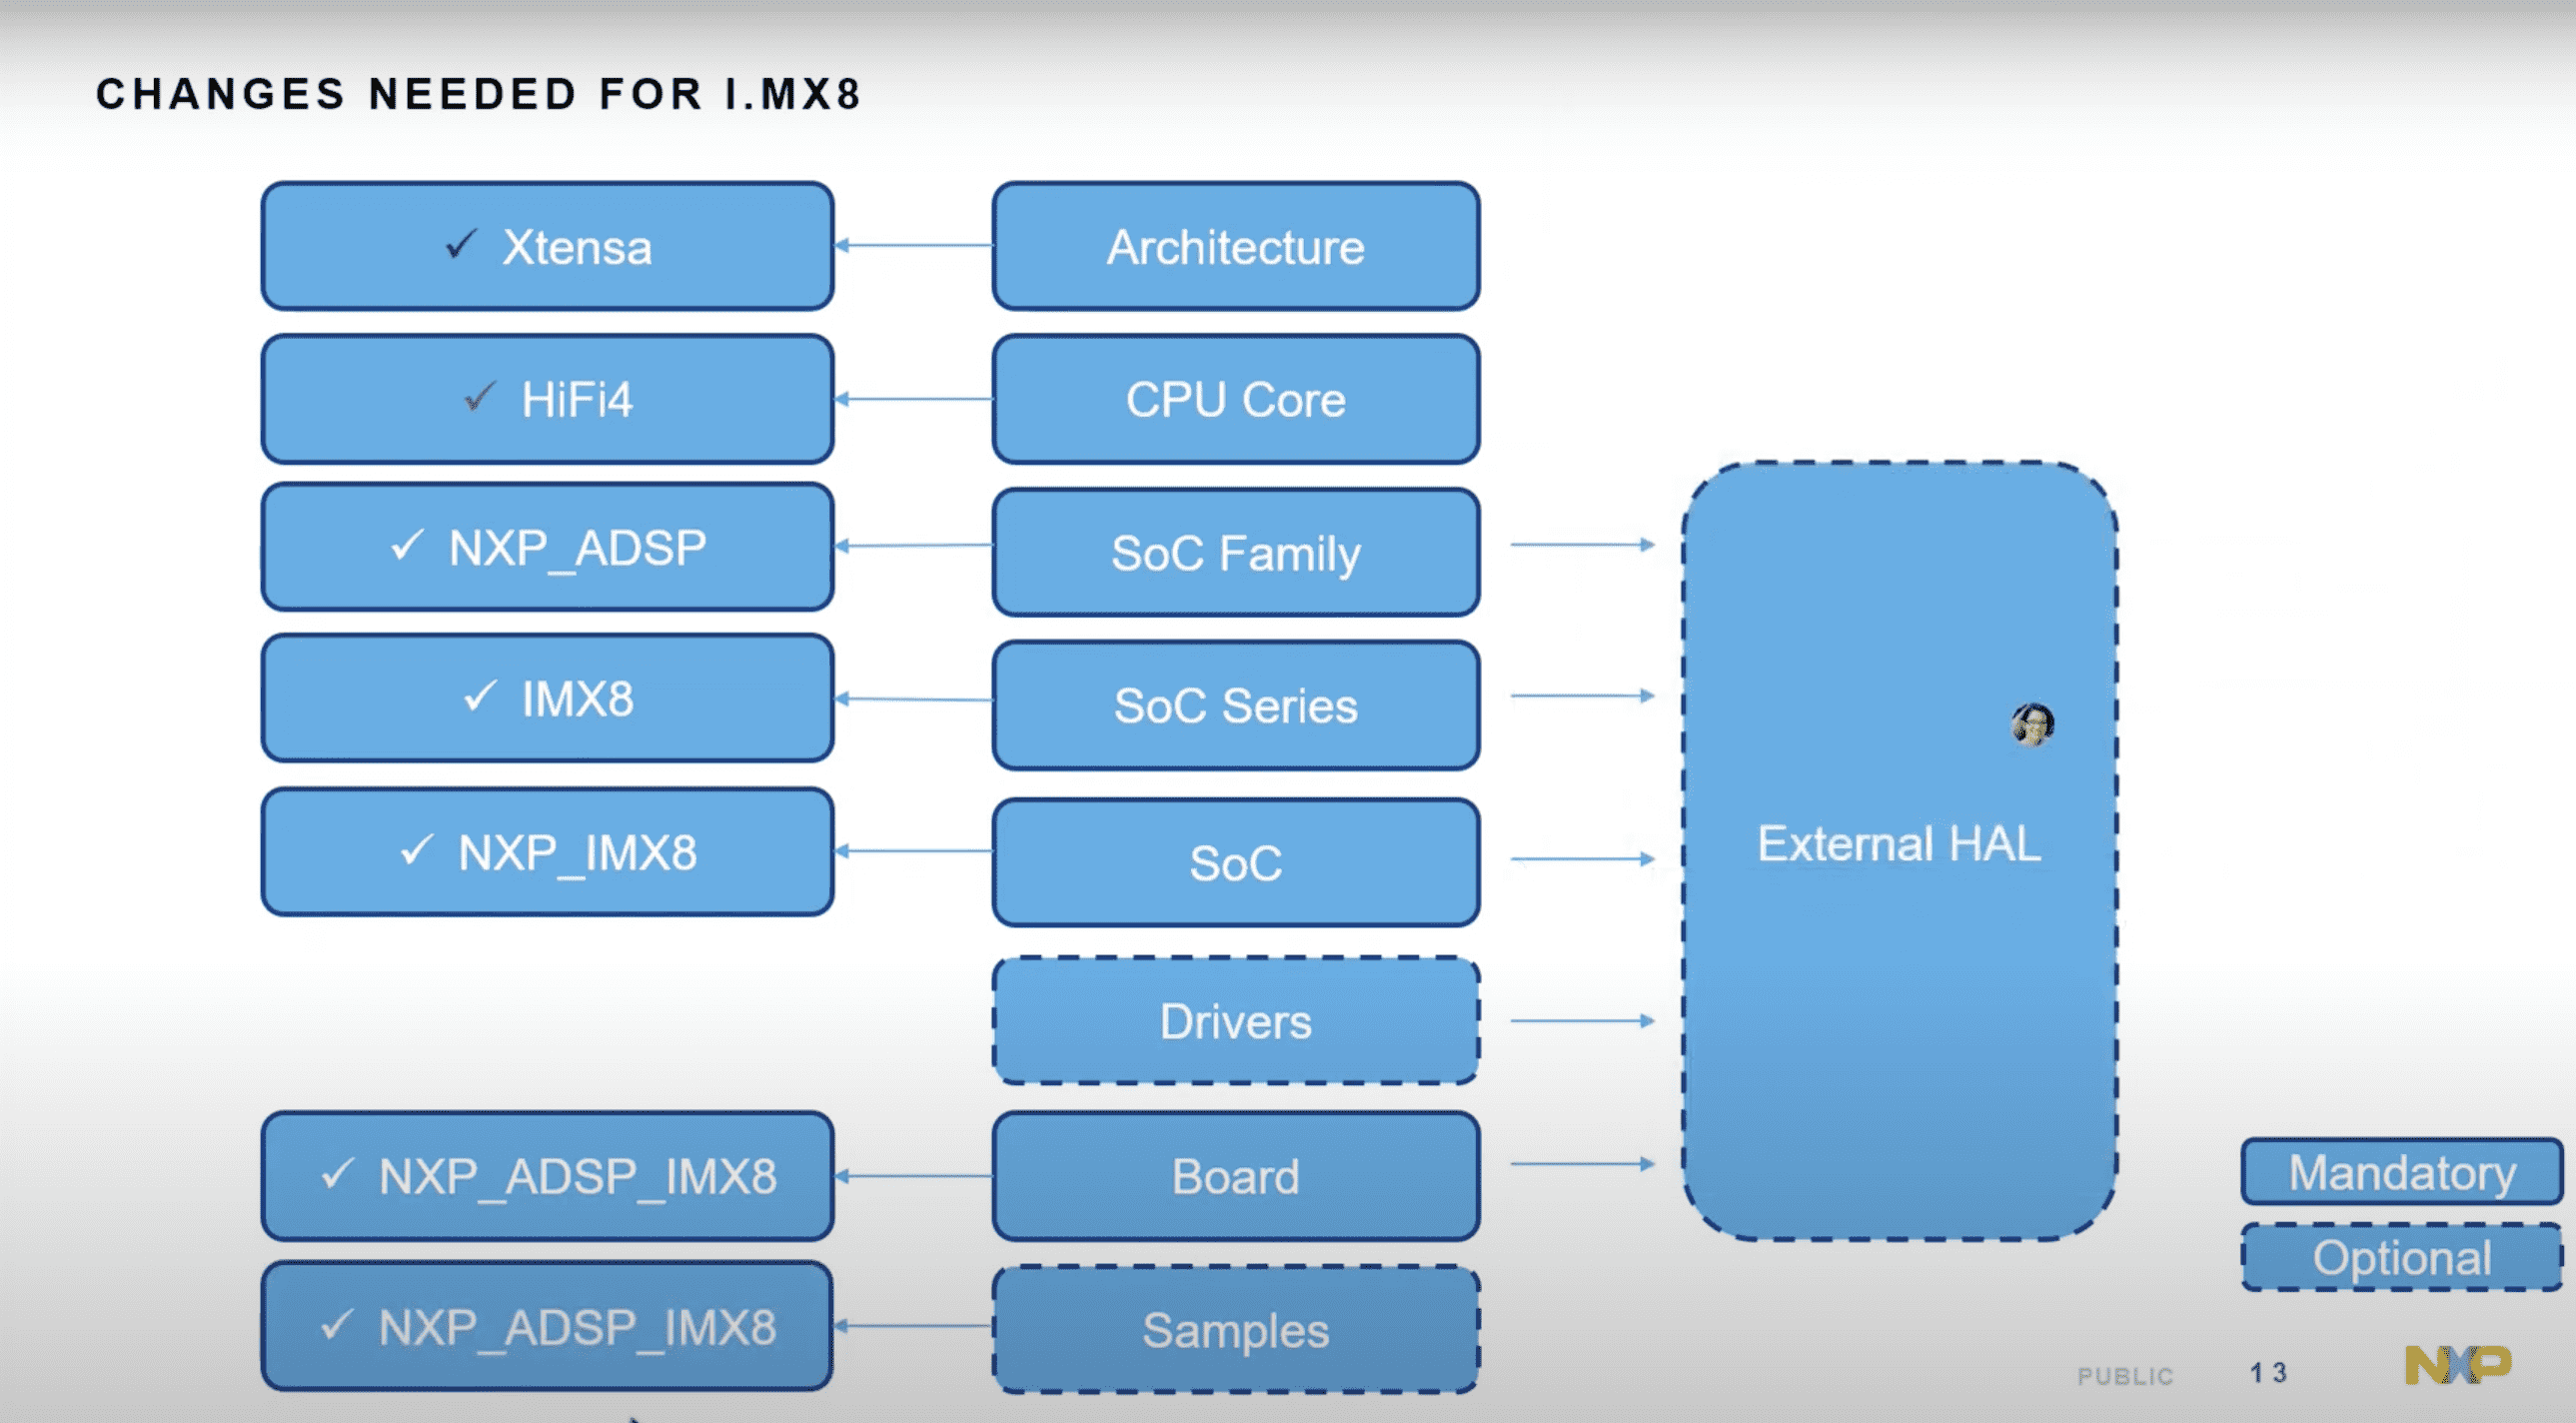 CHANGES NEEDED FOR I.MX8
✓ Xtensa
Architecture
✓ HiFi4
CPU Core
✓ NXP_ADSP
SoC Family
✓ IMX8
SoC Series
✓ NXP_IMX8
SoC
External HAL
Drivers
✓ NXP_ADSP_IMX8
Board
Mandatory
Optional
✓ NXP_ADSP_IMX8
Samples
PUBLIC
13
NXP